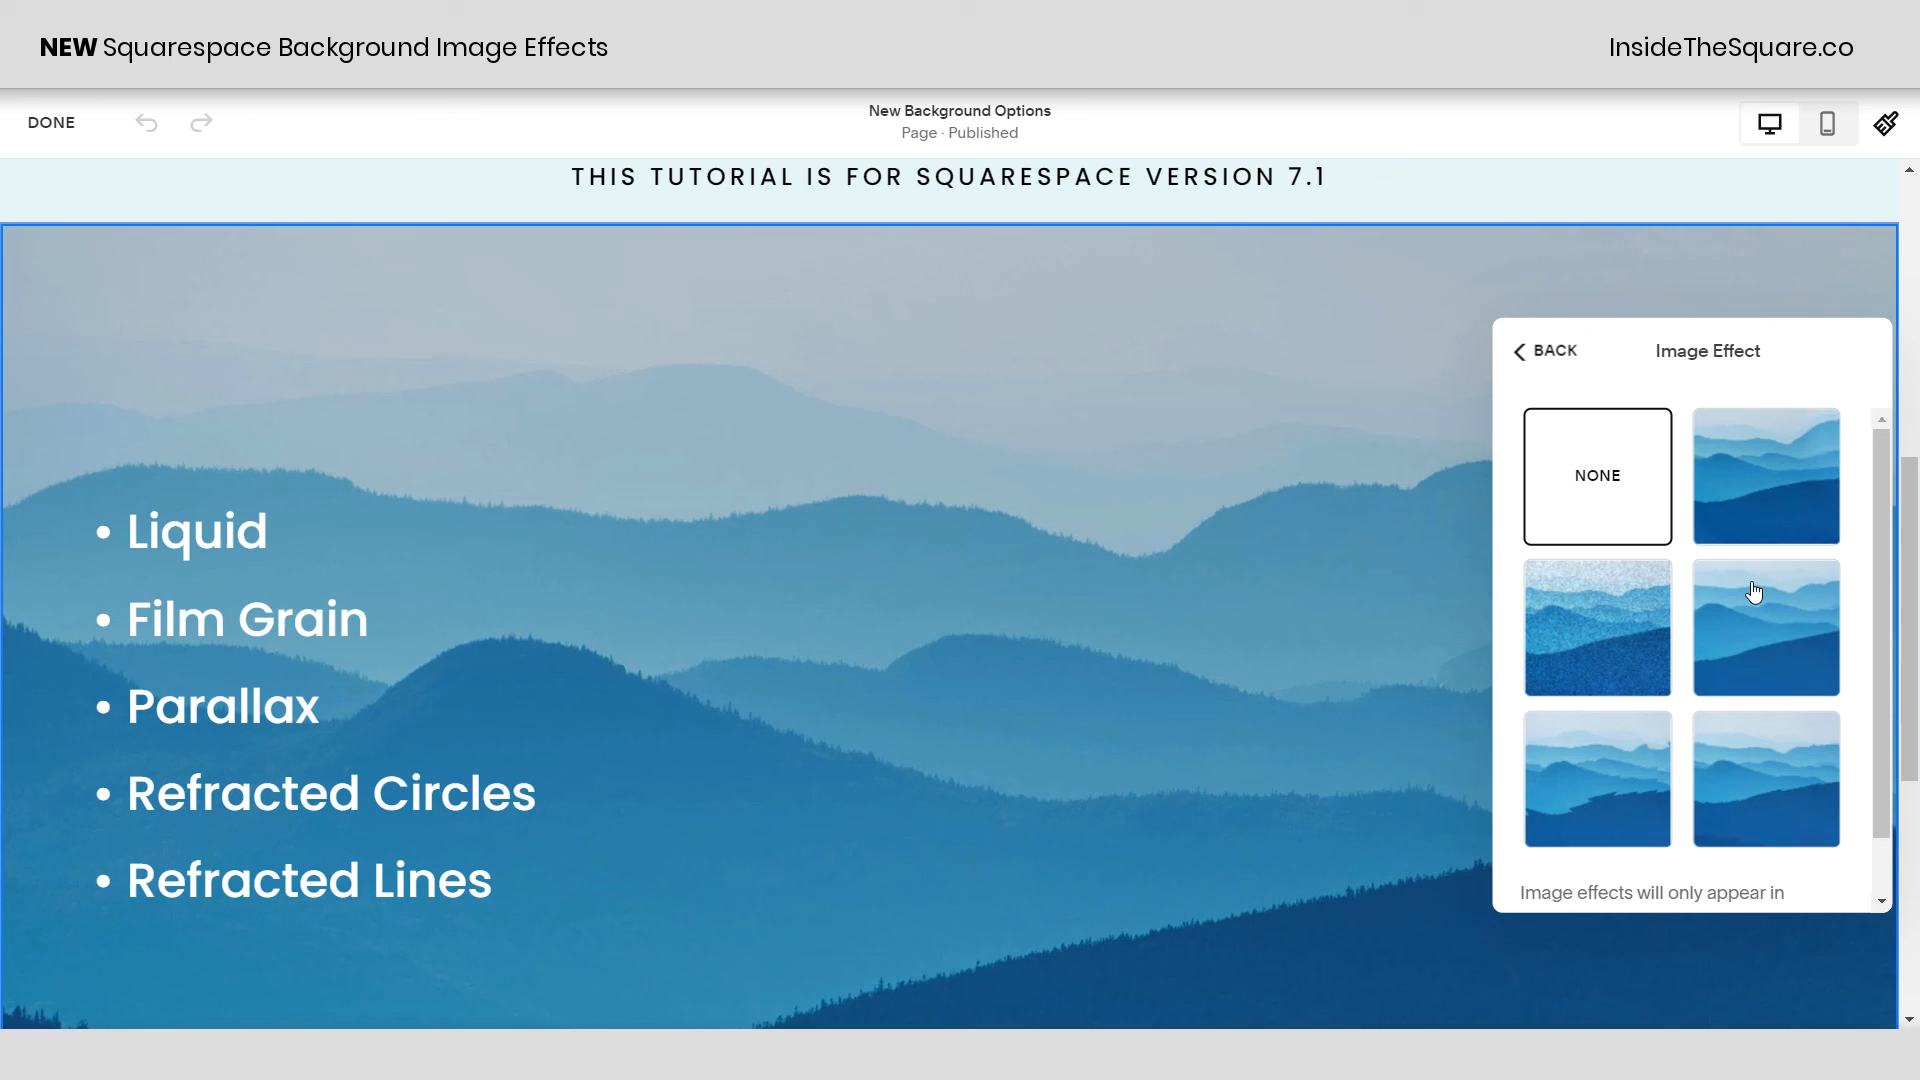 NEW Squarespace Background Image Effects
InsideTheSquare.co
DONE
New Background Options
Page · Published
THIS TUTORIAL IS FOR SQUARESPACE VERSION 7.1
BACK
Image Effect
NONE
• Liquid
• Film Grain
• Parallax
• Refracted Circles
• Refracted Lines
Image effects will only appear in